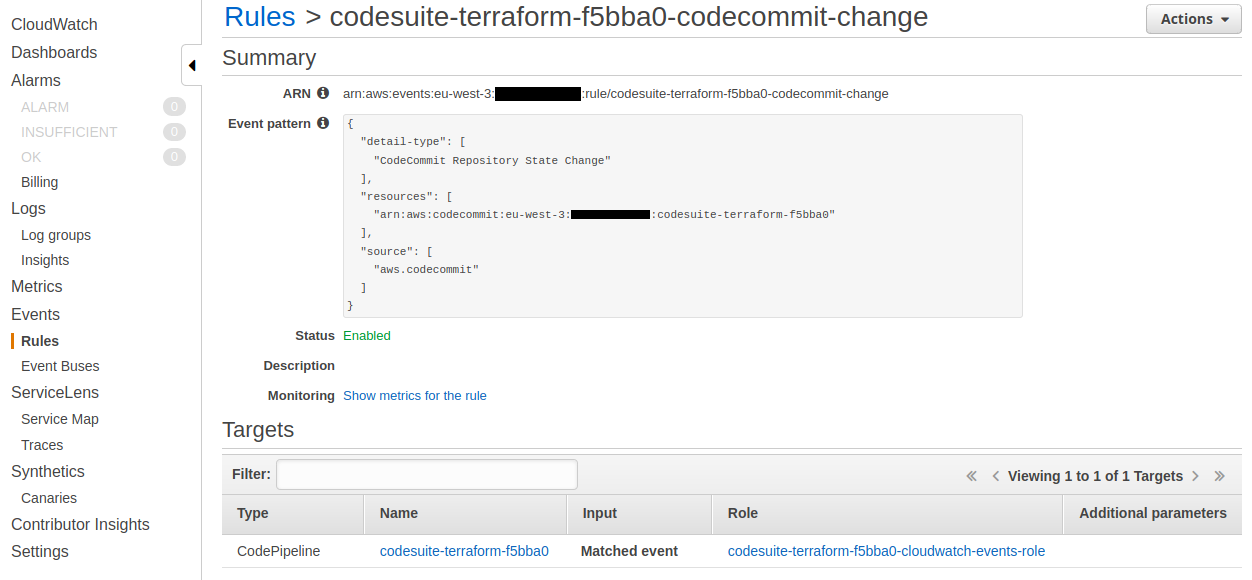 CloudWatch
Dashboards
Alarms
ALARM 0
INSUFFICIENT 0
OK 0
Billing
Logs
Log groups
Insights
Metrics
Events
Rules
Event Buses
ServiceLens
Service Map
Traces
Synthetics
Canaries
Contributor Insights
Settings
Rules > codesuite-terraform-f5bba0-codecommit-change
Actions
Summary
ARN arn:aws:events:eu-west-3: :rule/codesuite-terraform-f5bba0-codecommit-change
Event pattern
{
"detail-type": [
"CodeCommit Repository State Change"
],
"resources": [
"arn:aws:codecommit:eu-west-3: :codesuite-terraform-f5bba0"
],
"source": [
"aws.codecommit"
]
}
Status Enabled
Description
Monitoring Show metrics for the rule
Targets
Filter: « < Viewing 1 to 1 of 1 Targets > »
Type Name Input Role Additional parameters
CodePipeline codesuite-terraform-f5bba0 Matched event codesuite-terraform-f5bba0-cloudwatch-events-role